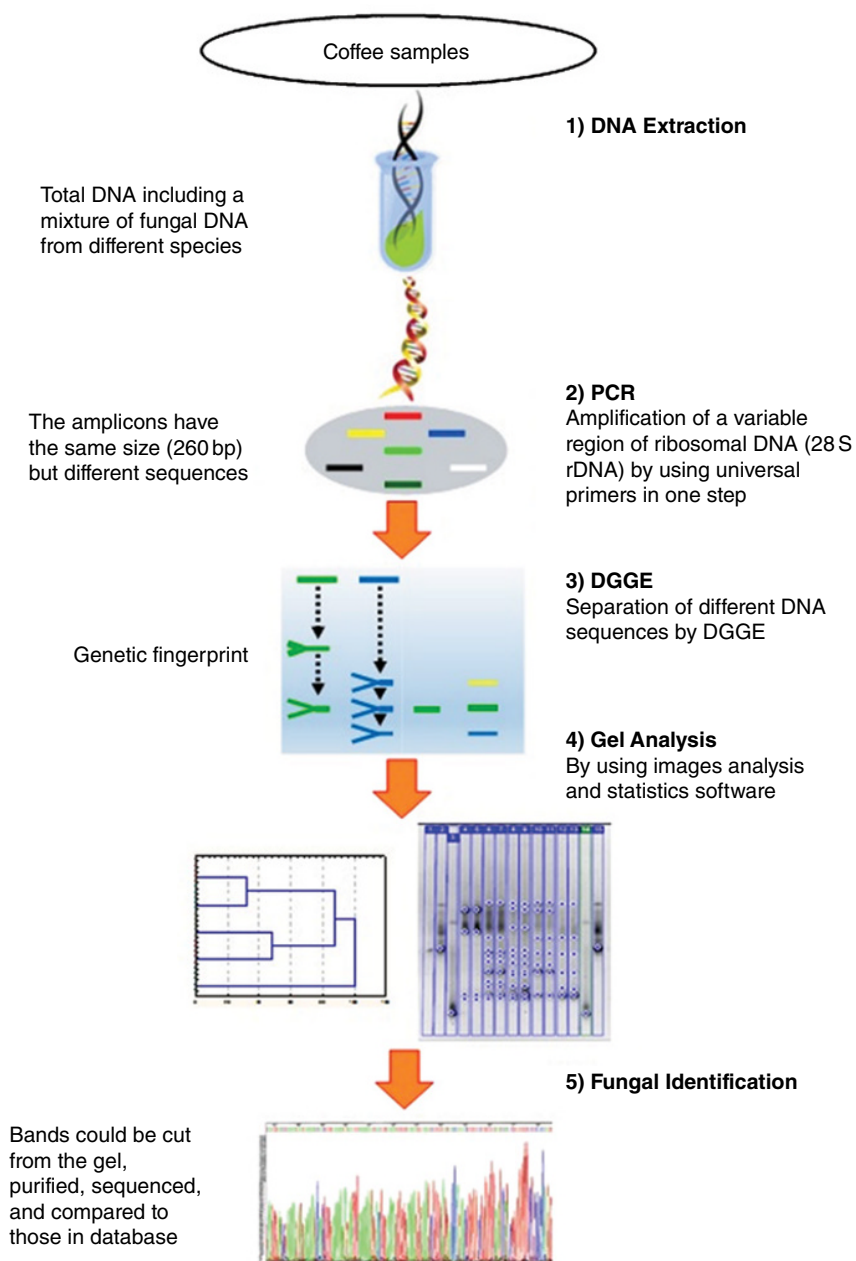 Coffee samples
1) DNA Extraction
Total DNA including a
mixture of fungal DNA
from different species
2) PCR
Amplification of a variable
region of ribosomal DNA (28 S
rDNA) by using universal
primers in one step
The amplicons have
the same size (260 bp)
but different sequences
3) DGGE
Separation of different DNA
sequences by DGGE
Genetic fingerprint
4) Gel Analysis
By using images analysis
and statistics software
5) Fungal Identification
Bands could be cut
from the gel,
purified, sequenced,
and compared to
those in database